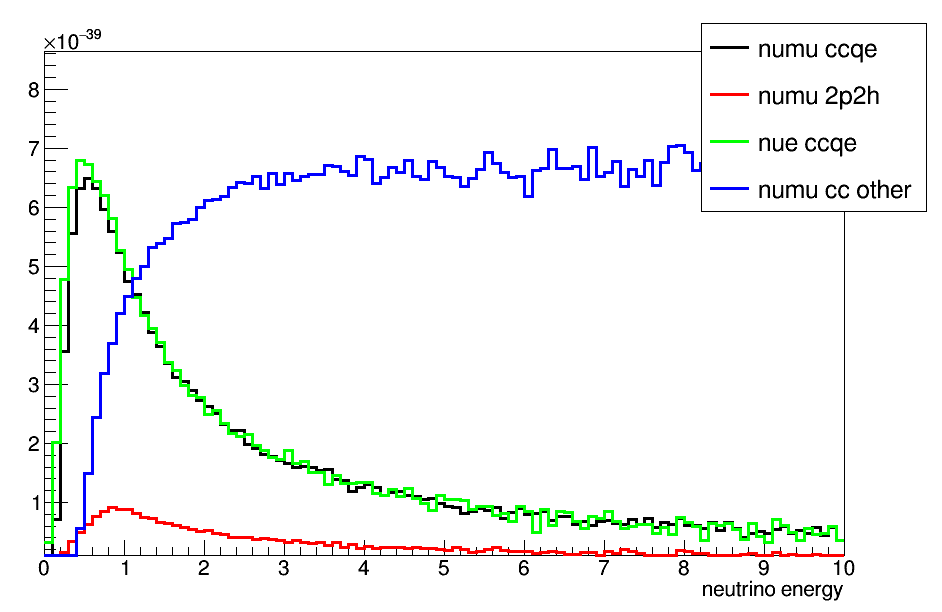 ×10⁻³⁹
numu ccqe
numu 2p2h
nue ccqe
numu cc other
8
7
6
5
4
3
2
1
0 1 2 3 4 5 6 7 8 9 10
neutrino energy